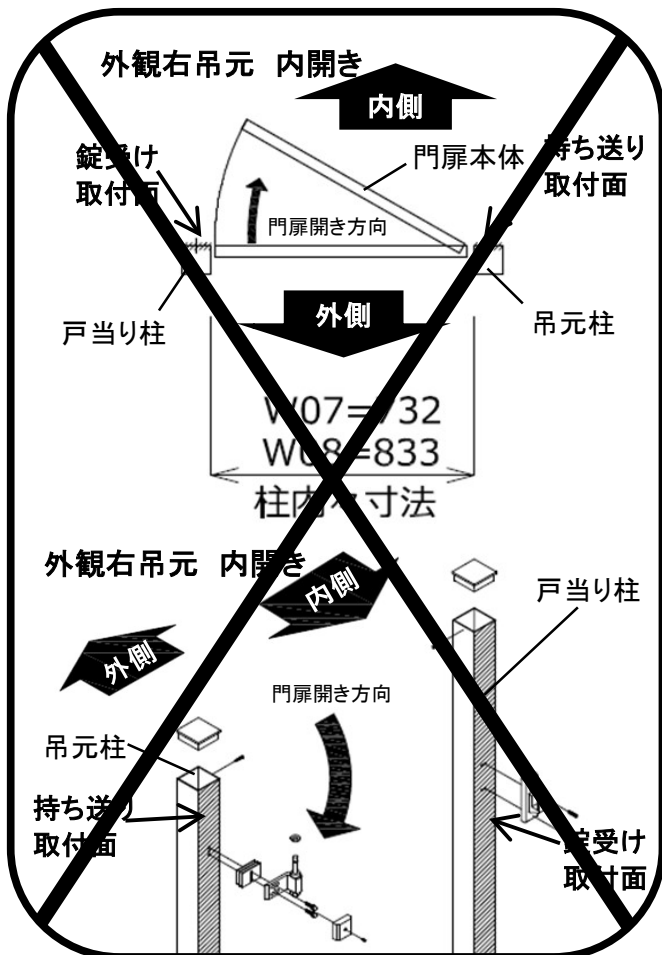 外観右吊元 内開き
内側
錠受け
取付面
門扉本体
持ち送り
取付面
門扉開き方向
戸当り柱
外側
吊元柱
W07=732
W08=833
柱内々寸法
外観右吊元 内開き
内側
戸当り柱
外側
門扉開き方向
吊元柱
持ち送り
取付面
錠受け
取付面